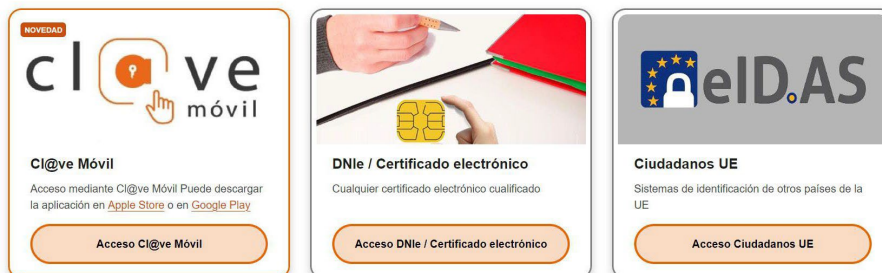 NOVEDAD
cl@ve
móvil
Cl@ve Móvil
Acceso mediante Cl@ve Móvil Puede descargar
la aplicación en Apple Store o en Google Play
Acceso Cl@ve Móvil
DNIe / Certificado electrónico
Cualquier certificado electrónico cualificado
Acceso DNIe / Certificado electrónico
eID.AS
Ciudadanos UE
Sistemas de identificación de otros países de la
UE
Acceso Ciudadanos UE